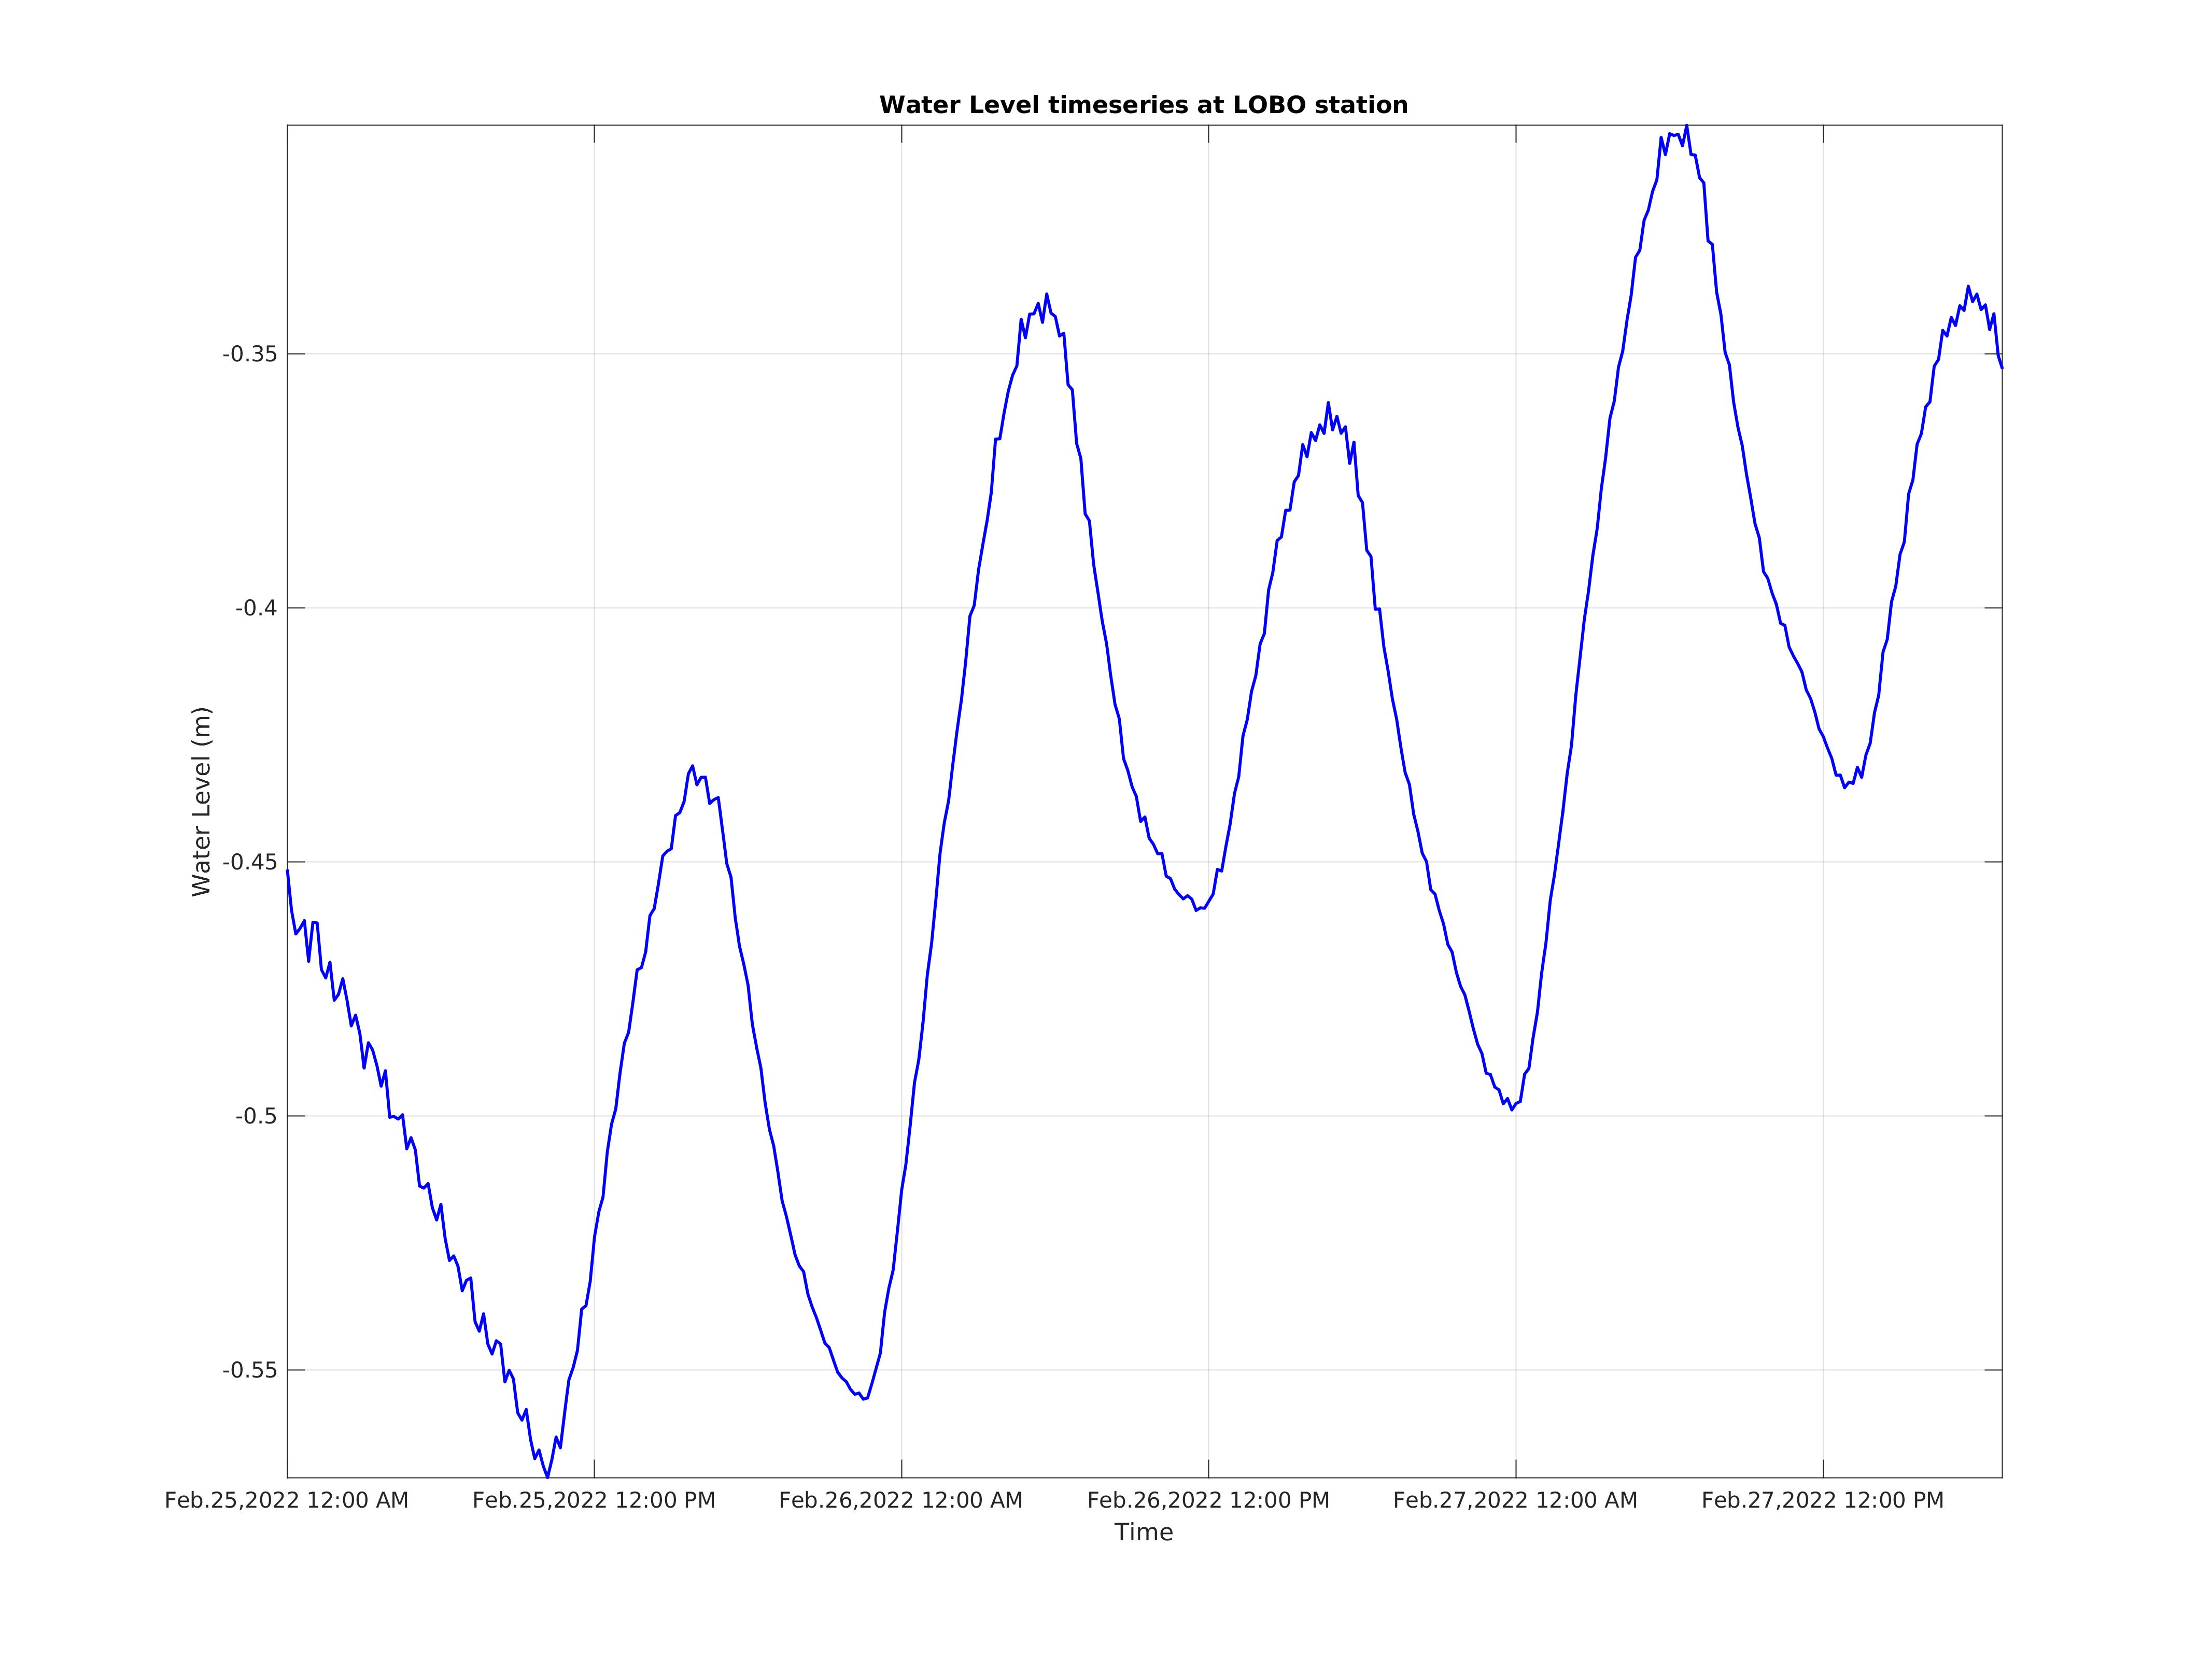 Water Level timeseries at LOBO station
-0.35
-0.4
-0.45
-0.5
-0.55
Water Level (m)
Feb.25,2022 12:00 AM
Feb.25,2022 12:00 PM
Feb.26,2022 12:00 AM
Feb.26,2022 12:00 PM
Feb.27,2022 12:00 AM
Feb.27,2022 12:00 PM
Time